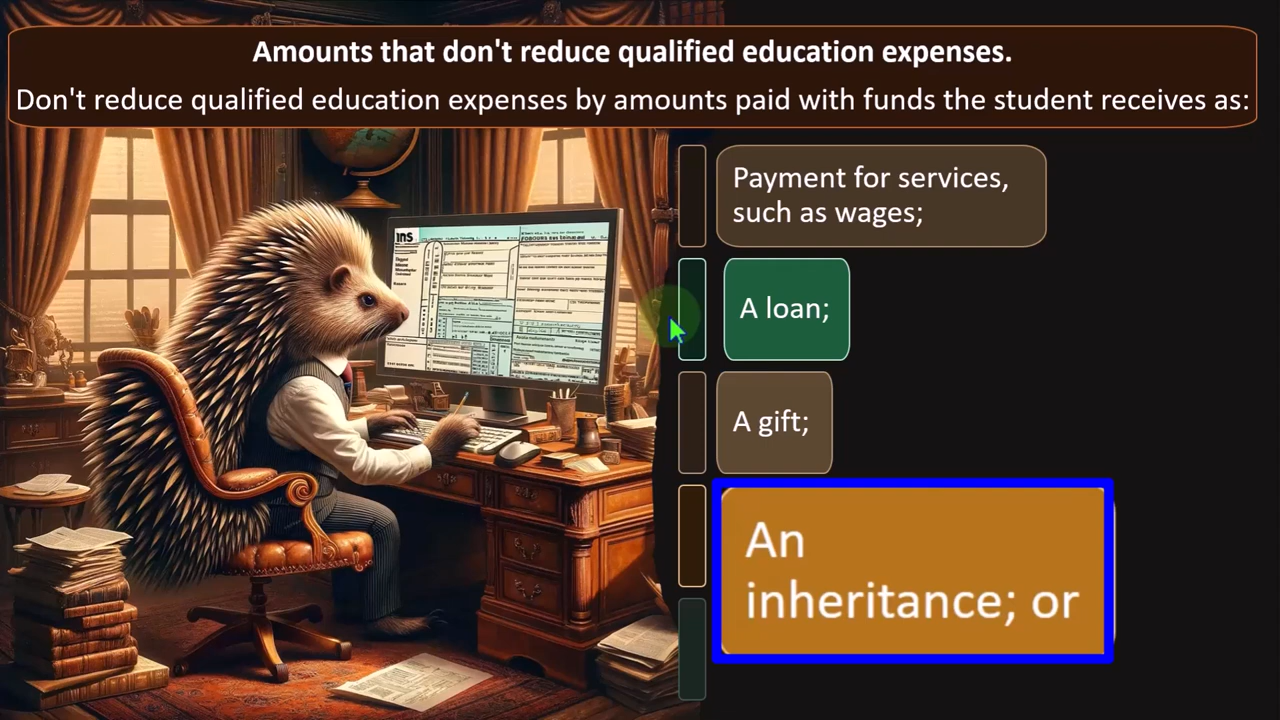 Amounts that don't reduce qualified education expenses.
Don't reduce qualified education expenses by amounts paid with funds the student receives as:
Payment for services,
such as wages;
A loan;
A gift;
An
inheritance; or